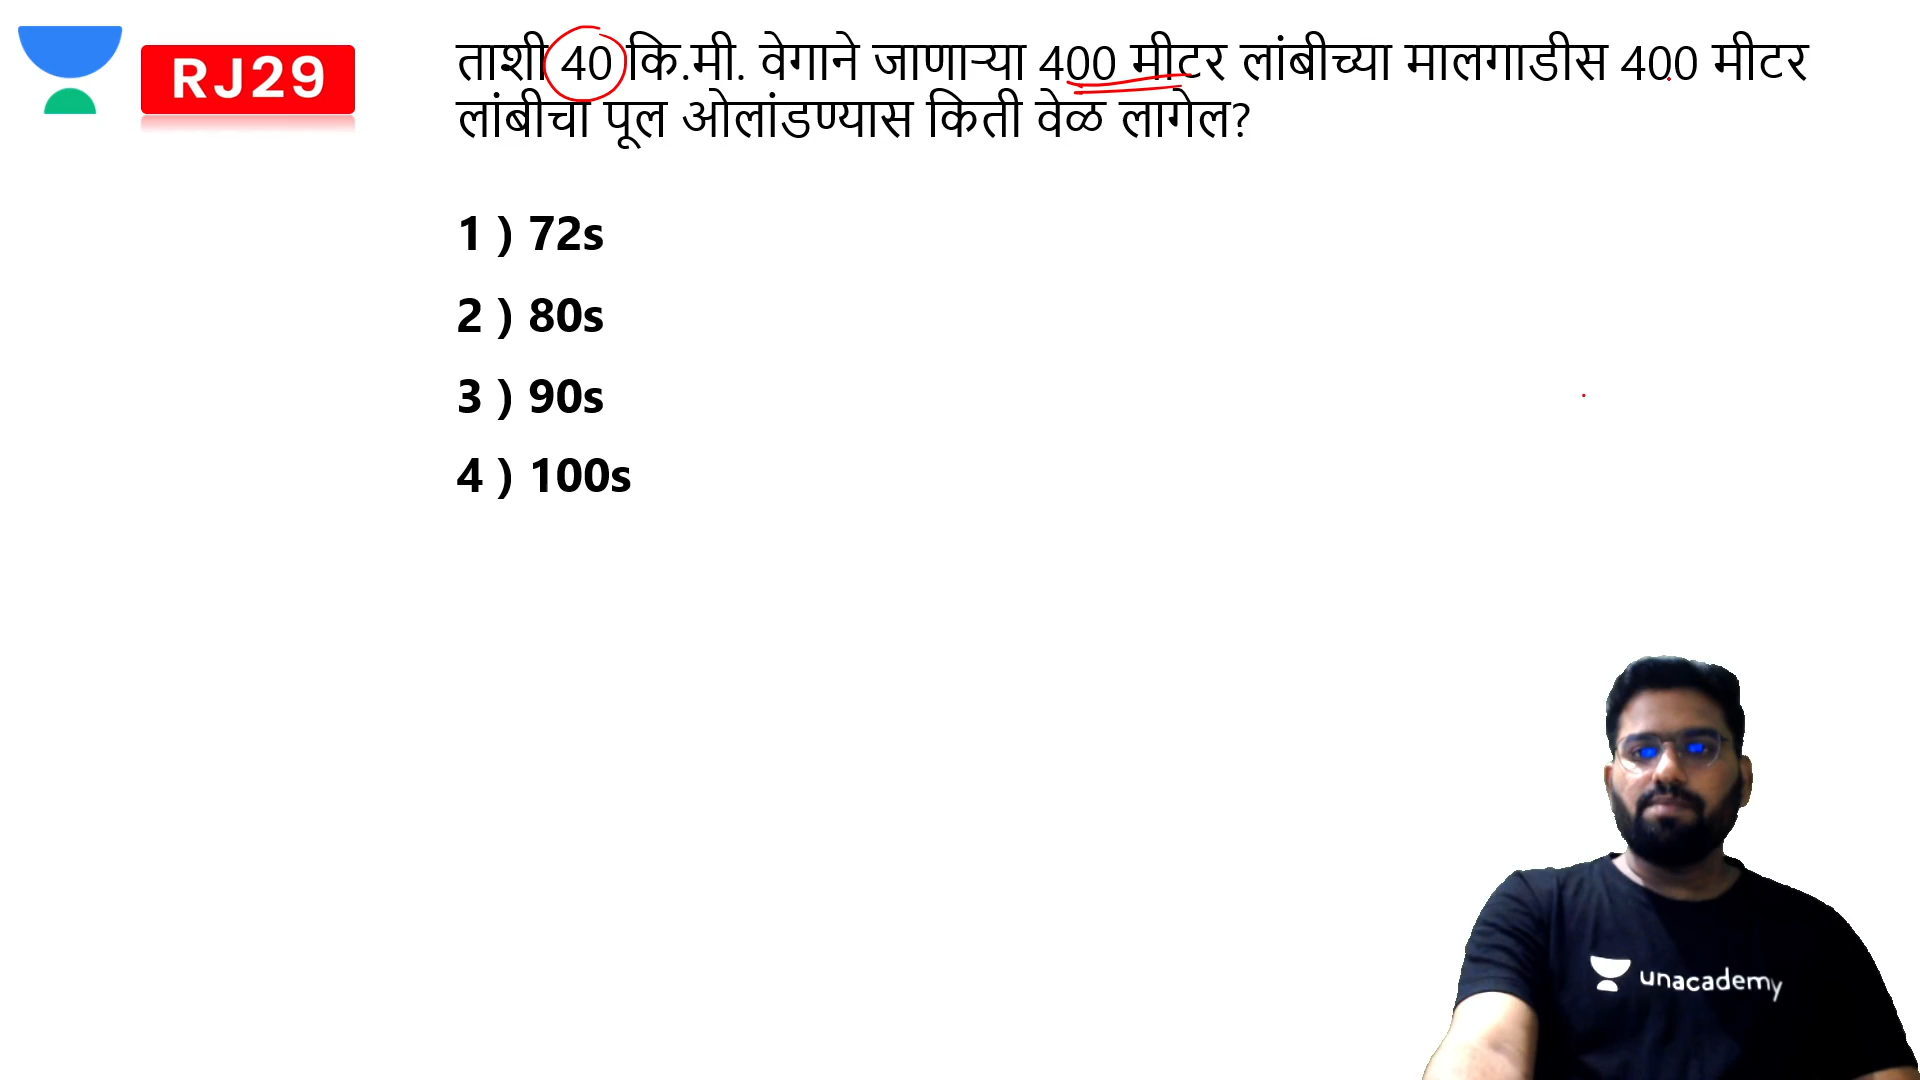 RJ29
ताशी 40 कि.मी. वेगाने जाणाऱ्या 400 मीटर लांबीच्या मालगाडीस 400 मीटर
लांबीचा पूल ओलांडण्यास किती वेळ लागेल?
1 ) 72s
2 ) 80s
3 ) 90s
4 ) 100s
unacademy